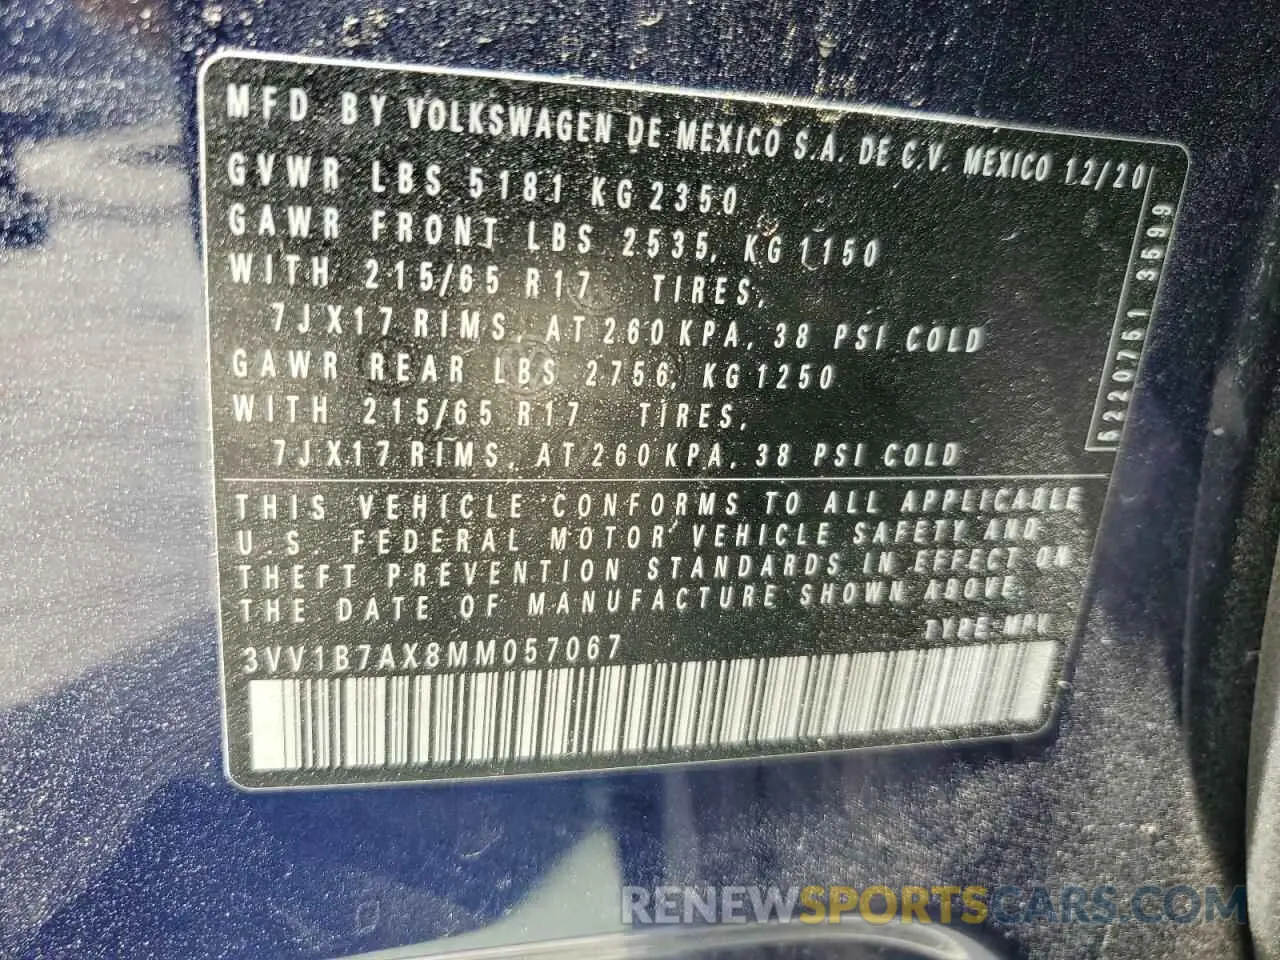 MFD BY VOLKSWAGEN DE MEXICO S.A. DE C.V. MEXICO 12/20
GVWR LBS 5181 KG 2350
GAWR FRONT LBS 2535, KG 1150
WITH 215/65 R17 TIRES,
7JX17 RIMS, AT 260 KPA, 38 PSI COLD
GAWR REAR LBS 2756, KG 1250
WITH 215/65 R17 TIRES,
7JX17 RIMS, AT 260 KPA, 38 PSI COLD
THIS VEHICLE CONFORMS TO ALL APPLICABLE
U.S. FEDERAL MOTOR VEHICLE SAFETY AND
THEFT PREVENTION STANDARDS IN EFFECT ON
THE DATE OF MANUFACTURE SHOWN ABOVE.
TYPE: MPV
3VV1B7AX8MM057067
5220751 3599
RENEWSPORTSCARS.COM